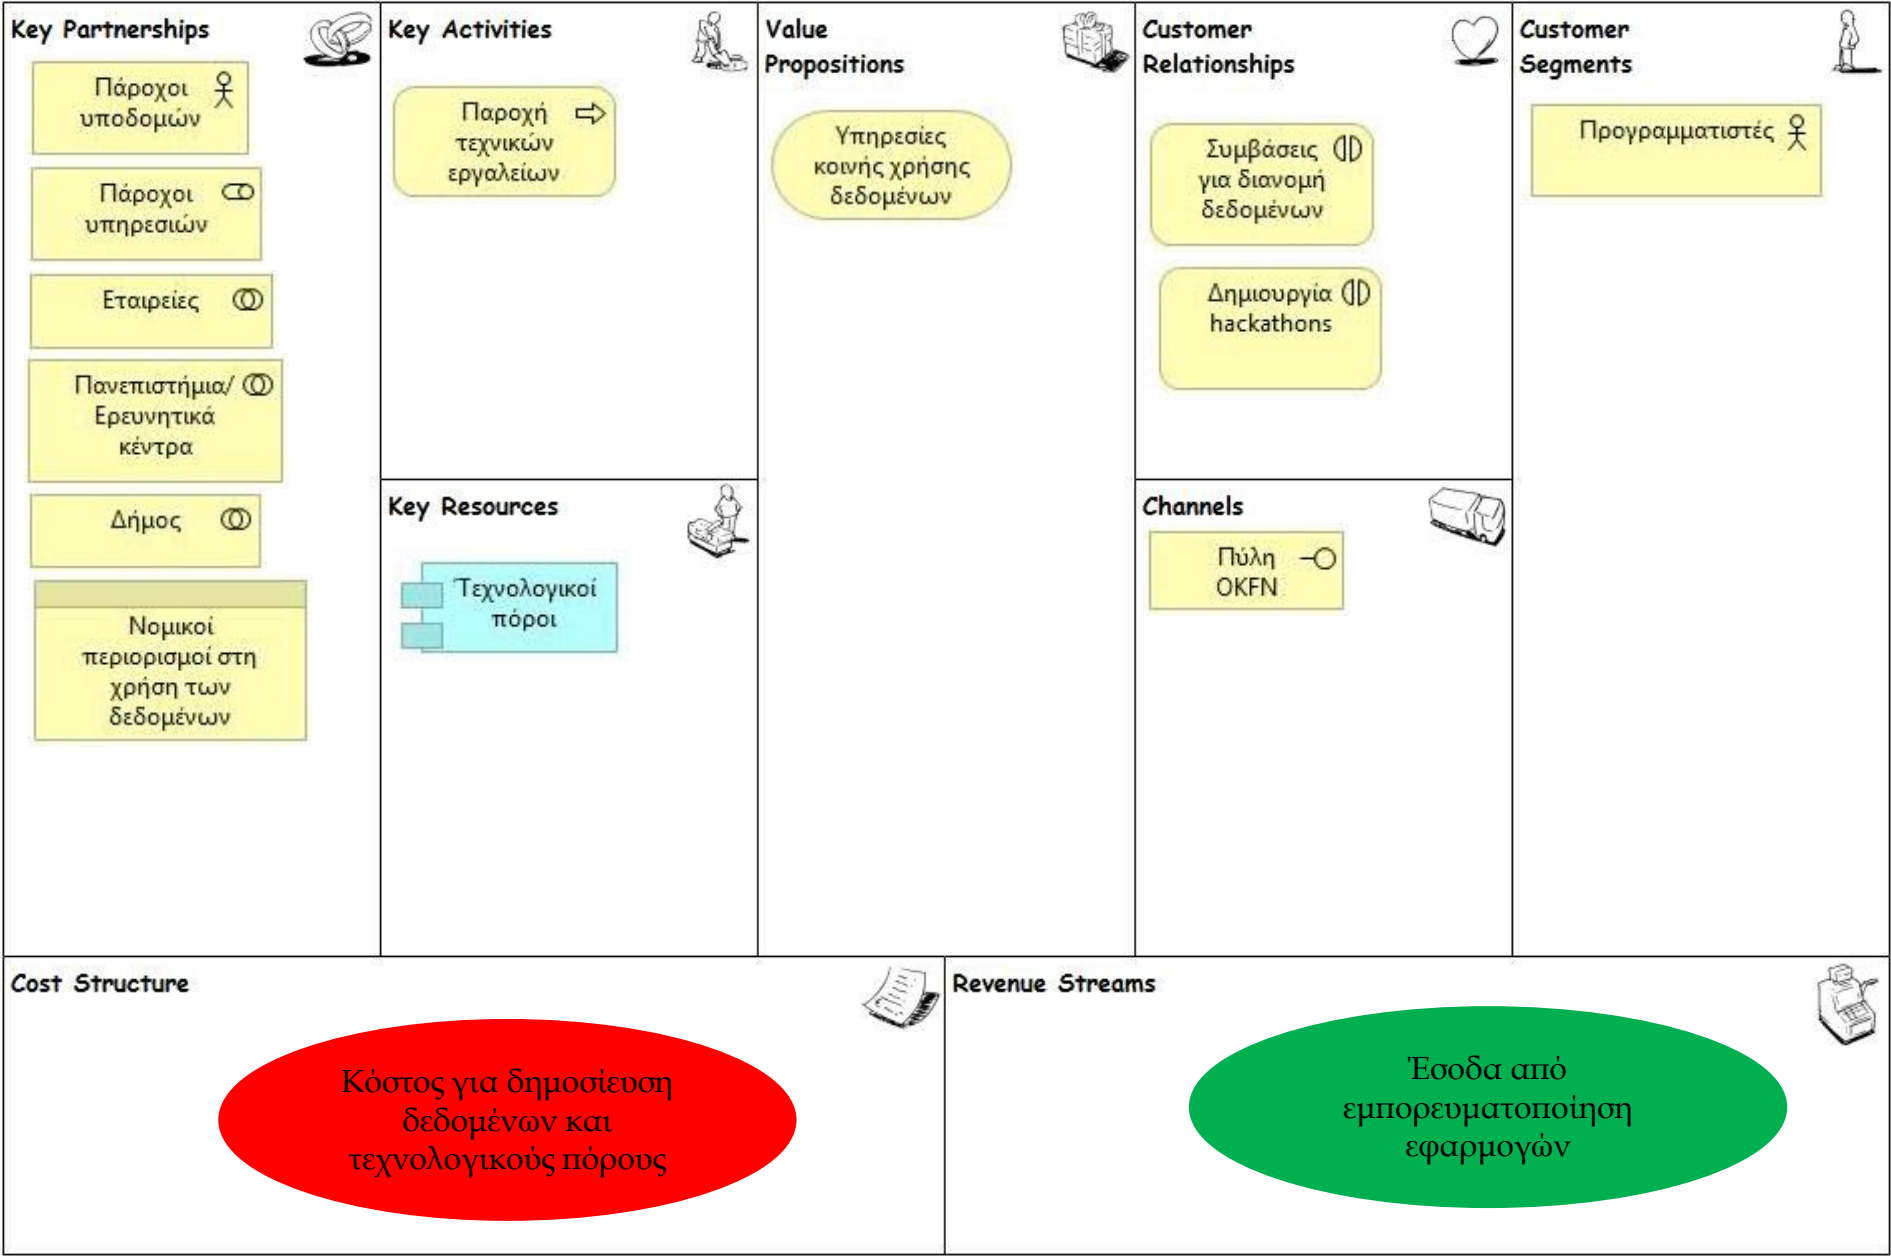 Key Partnerships
Πάροχοι
υποδομών
Πάροχοι
υπηρεσιών
Εταιρείες
Πανεπιστήμια/
Ερευνητικά
κέντρα
Δήμος
Νομικοί
περιορισμοί στη
χρήση των
δεδομένων
Key Activities
Παροχή
τεχνικών
εργαλείων
Key Resources
Τεχνολογικοί
πόροι
Value
Propositions
Υπηρεσίες
κοινής χρήσης
δεδομένων
Customer
Relationships
Συμβάσεις
για διανομή
δεδομένων
Δημιουργία
hackathons
Channels
Πύλη
OKFN
Customer
Segments
Προγραμματιστές
Cost Structure
Κόστος για δημοσίευση
δεδομένων και
τεχνολογικούς πόρους
Revenue Streams
Έσοδα από
εμπορευματοποίηση
εφαρμογών